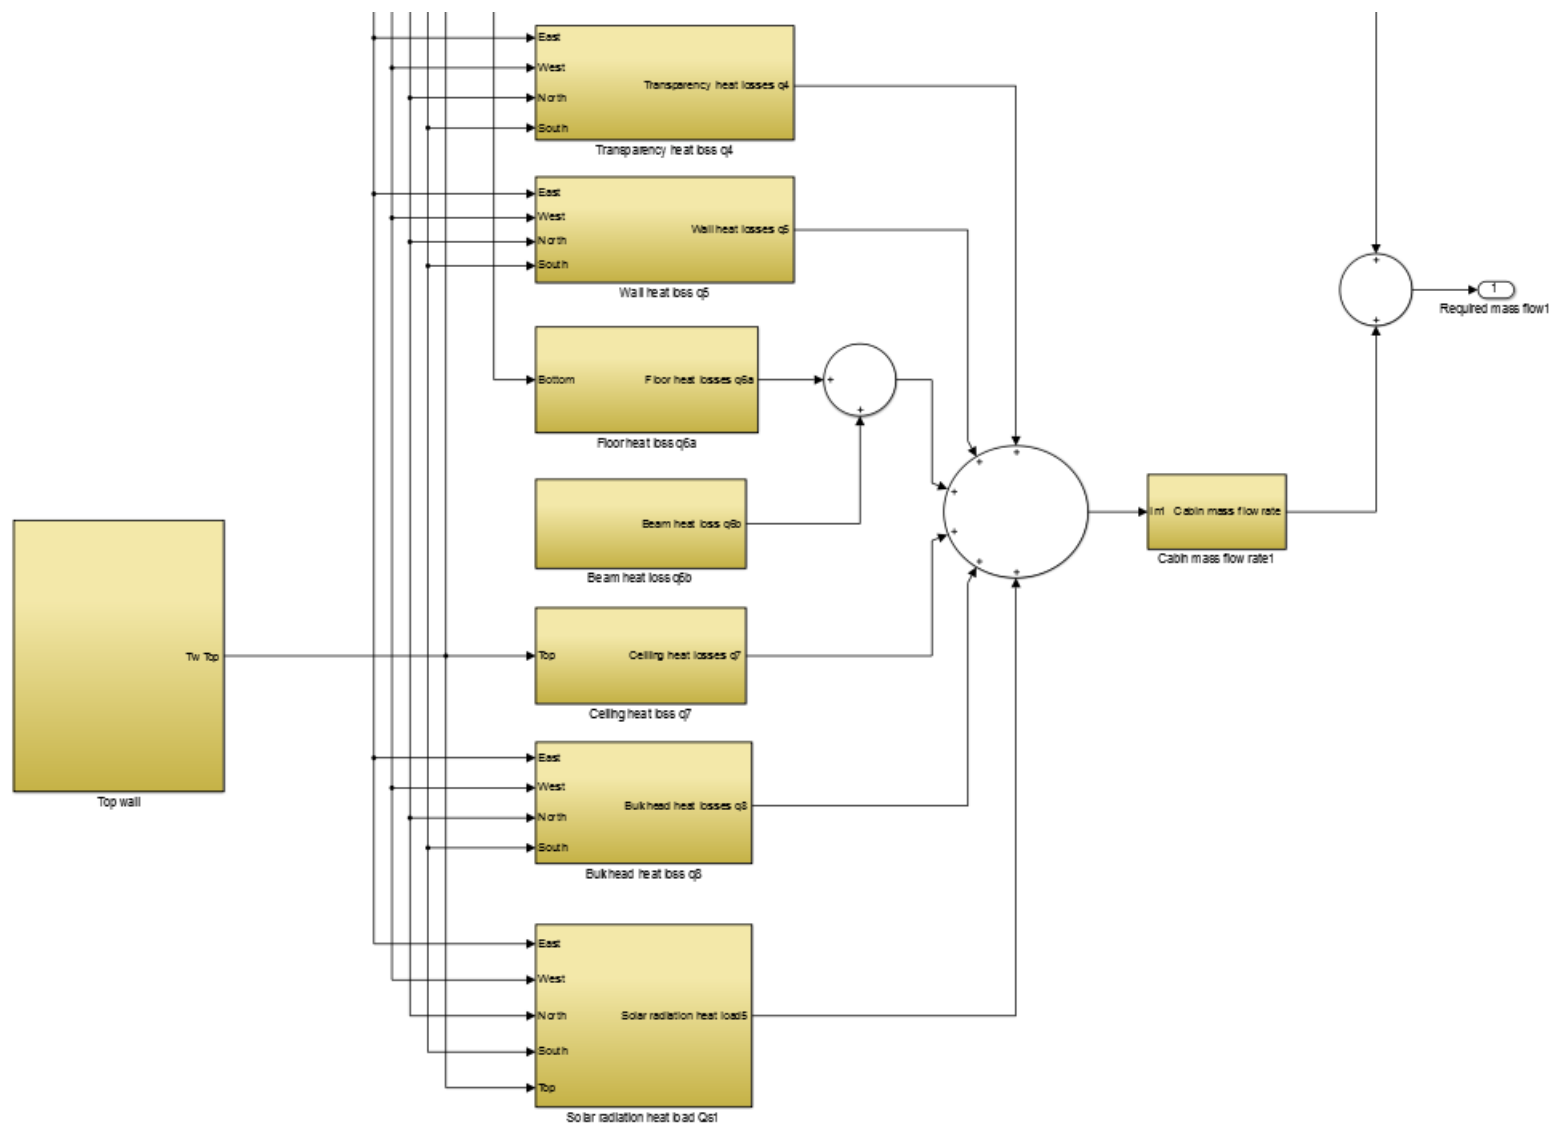 East
West
North
South
Transparency heat losses q4
Transparency heat loss q4
East
West
North
South
Wall heat losses q5
Wall heat loss q5
+
+
1
Required mass flow1
Bottom
Floor heat losses q6a
Floor heat loss q6a
+
+
Beam heat loss q6b
Beam heat loss q6b
+
+
+
+
+
+
In1
Cabin mass flow rate
Cabin mass flow rate1
Tw Top
Top wall
Top
Ceiling heat losses q7
Ceiling heat loss q7
East
West
North
South
Bulkhead heat losses q8
Bulkhead heat loss q8
East
West
North
South
Top
Solar radiation heat load5
Solar radiation heat load Qs1